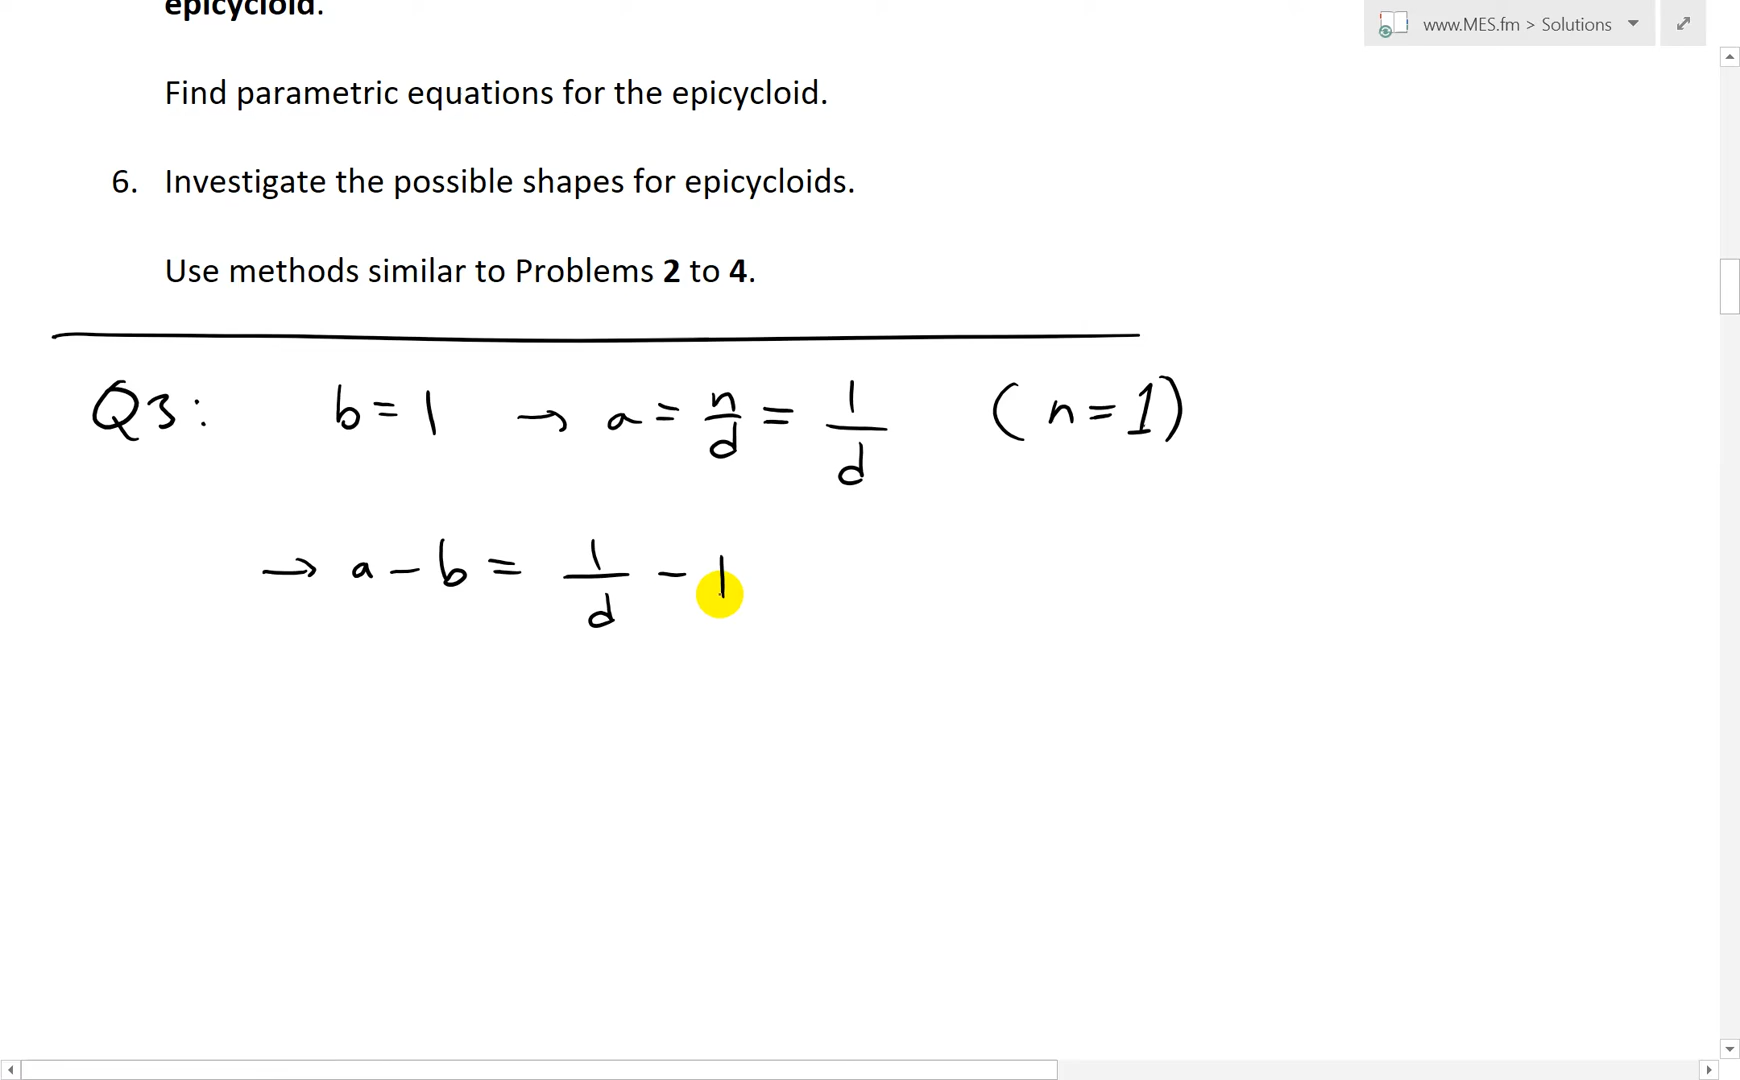 epicycloid.
www.MES.fm > Solutions
Find parametric equations for the epicycloid.
6. Investigate the possible shapes for epicycloids.
Use methods similar to Problems 2 to 4.
Q3: b = 1 → a = n/d = 1/d (n = 1)
→ a - b = 1/d - 1